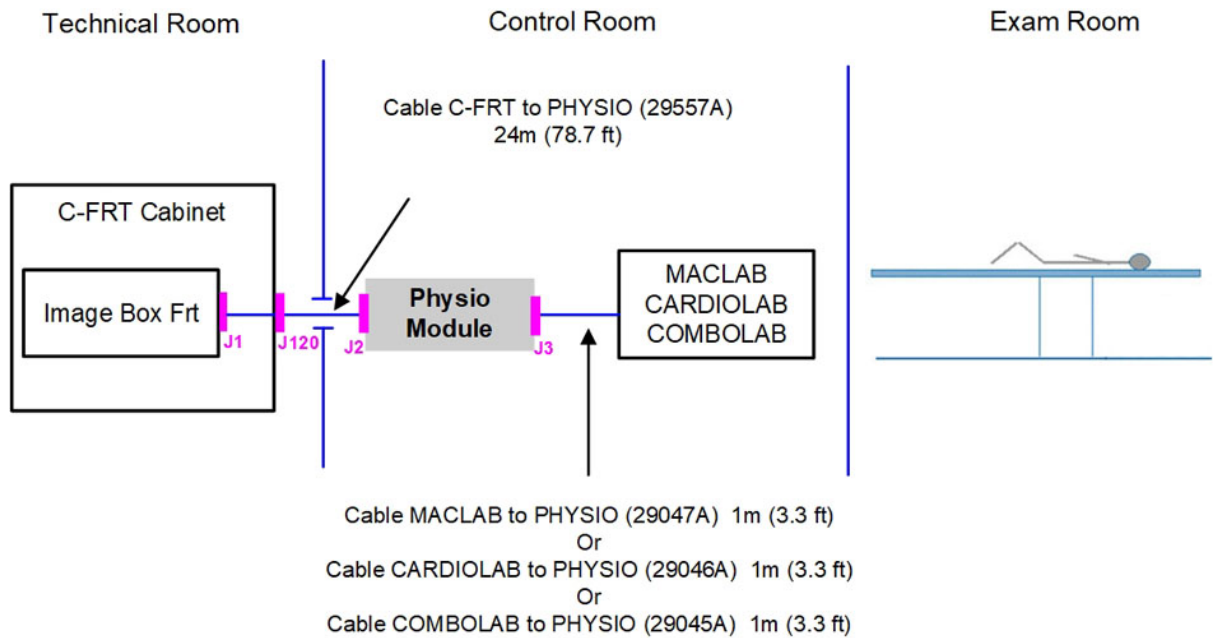 Technical Room
Control Room
Exam Room
Cable C-FRT to PHYSIO (29557A)
24m (78.7 ft)
C-FRT Cabinet
Image Box Frt
J1
J120
J2
Physio
Module
J3
MACLAB
CARDIOLAB
COMBOLAB
Cable MACLAB to PHYSIO (29047A) 1m (3.3 ft)
Or
Cable CARDIOLAB to PHYSIO (29046A) 1m (3.3 ft)
Or
Cable COMBOLAB to PHYSIO (29045A) 1m (3.3 ft)